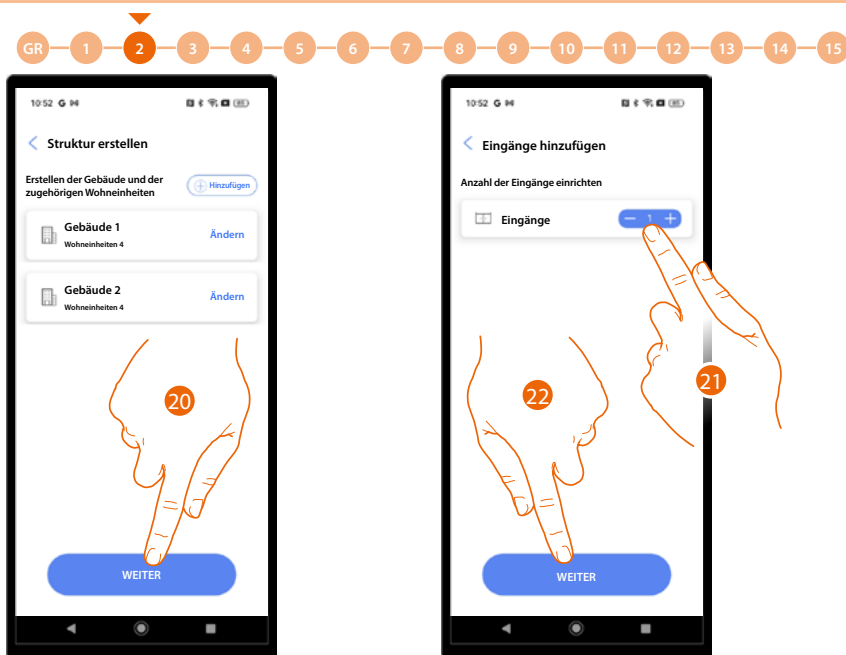 GR 1 2 3 4 5 6 7 8 9 10 11 12 13 14 15
10:52 G
Struktur erstellen
Erstellen der Gebäude und der
zugehörigen Wohneinheiten
Hinzufügen
Gebäude 1
Wohneinheiten 4
Ändern
Gebäude 2
Wohneinheiten 4
Ändern
20
WEITER
10:52 G
Eingänge hinzufügen
Anzahl der Eingänge einrichten
Eingänge
1
21
22
WEITER